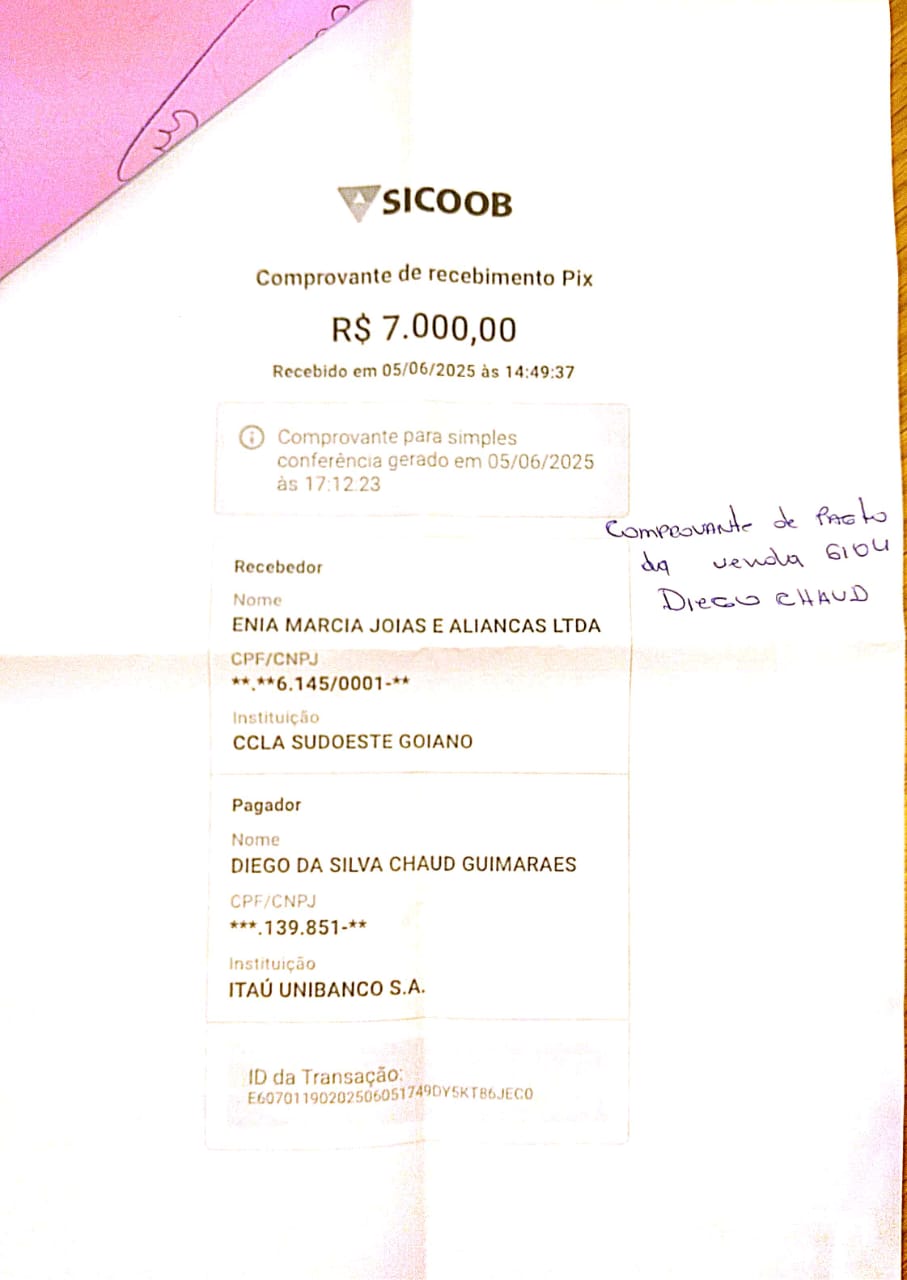 SICOOB
Comprovante de recebimento Pix
R$ 7.000,00
Recebido em 05/06/2025 às 14:49:37
Comprovante para simples
conferência gerado em 05/06/2025
às 17:12:23
Comprovante de PAGto
da venda 6104
DIEGO CHAUD
Recebedor
Nome
ENIA MARCIA JOIAS E ALIANCAS LTDA
CPF/CNPJ
**.**6.145/0001-**
Instituição
CCLA SUDOESTE GOIANO
Pagador
Nome
DIEGO DA SILVA CHAUD GUIMARAES
CPF/CNPJ
***.139.851-**
Instituição
ITAÚ UNIBANCO S.A.
ID da Transação:
E60701190202506051749DY5KT86JEC0